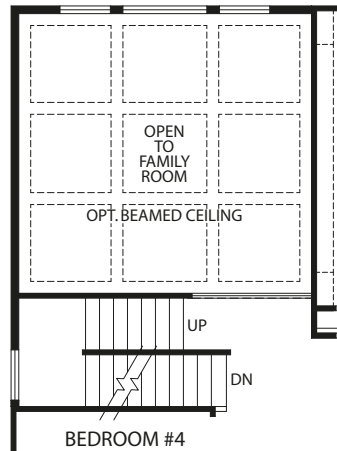 OPEN
TO
FAMILY
ROOM
OPT. BEAMED CEILING
UP
DN
BEDROOM #4